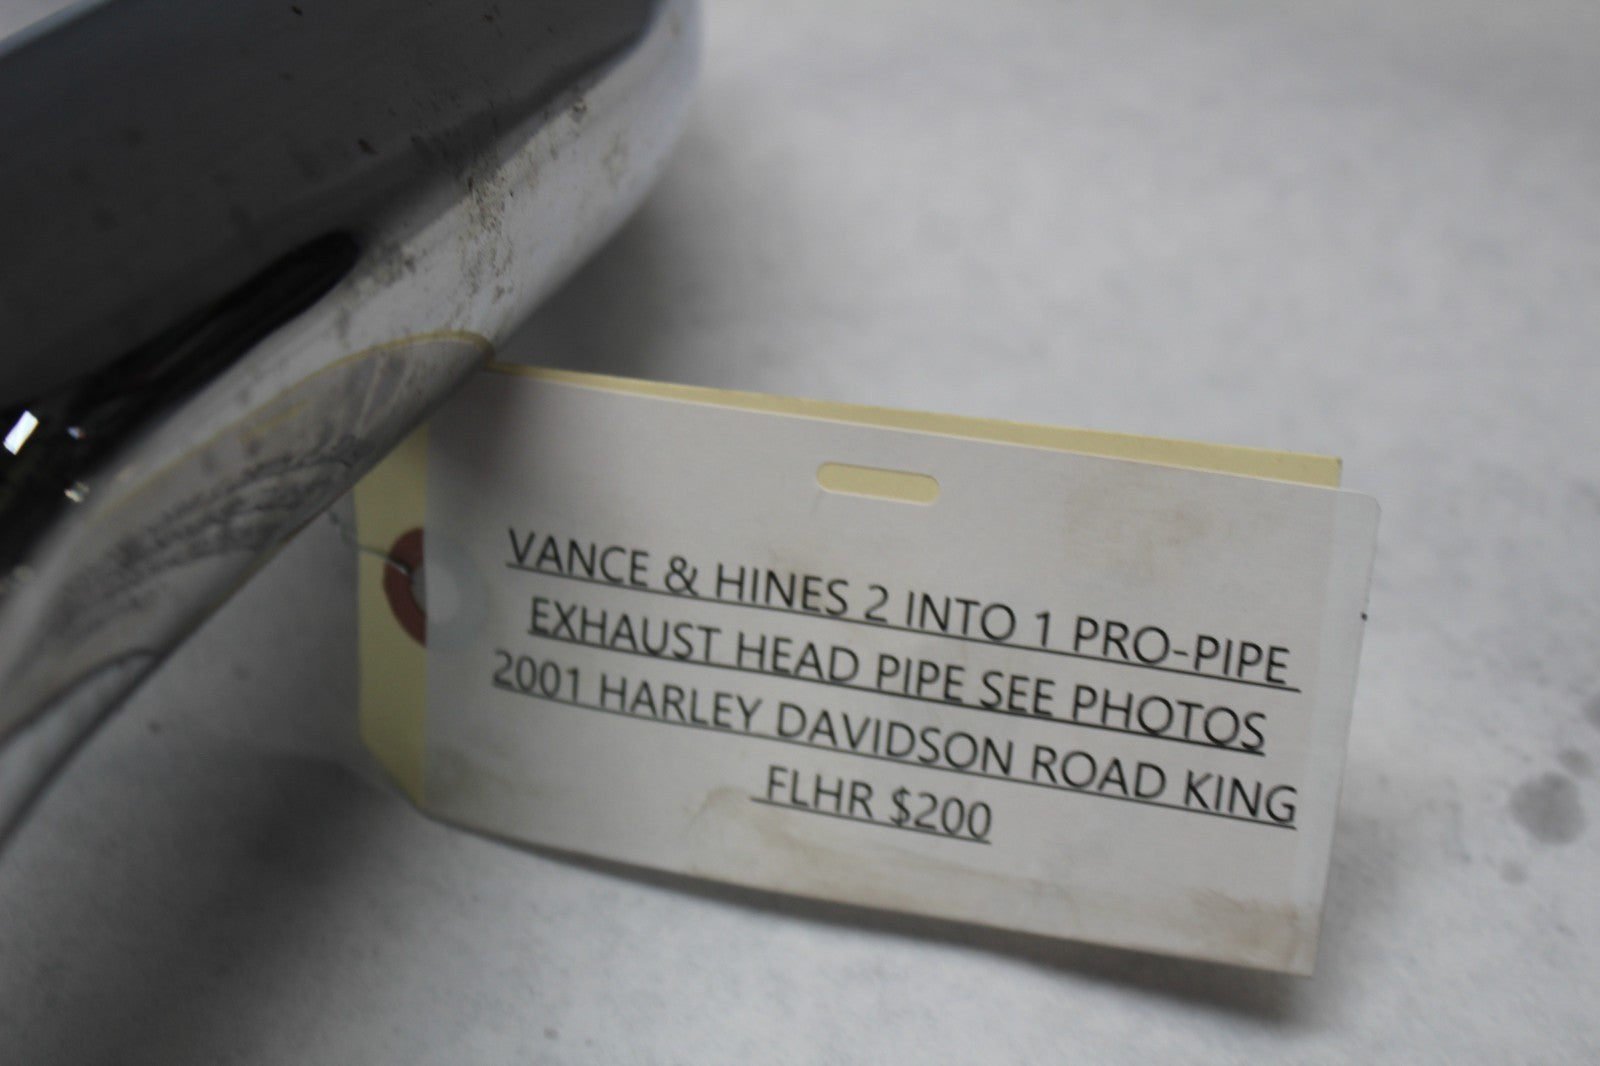 VANCE & HINES 2 INTO 1 PRO-PIPE
EXHAUST HEAD PIPE SEE PHOTOS
2001 HARLEY DAVIDSON ROAD KING
FLHR $200